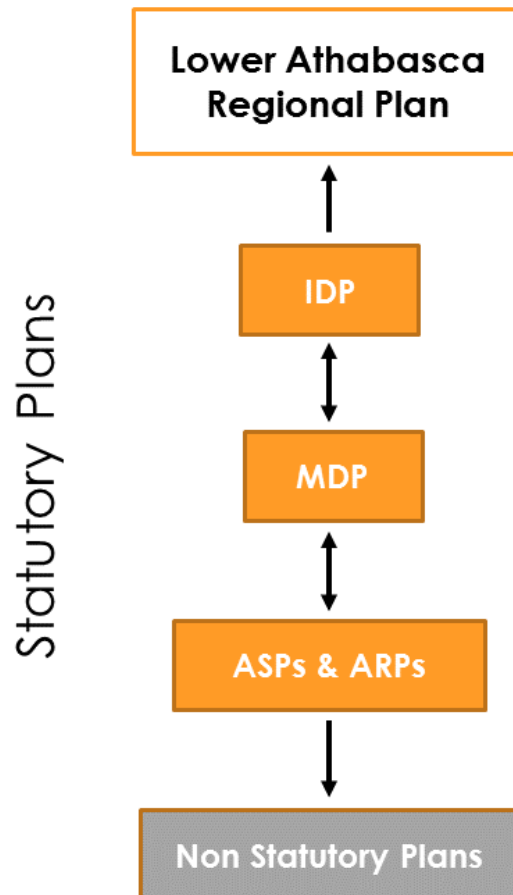 Lower Athabasca
Regional Plan
Statutory Plans
IDP
MDP
ASPs & ARPs
Non Statutory Plans